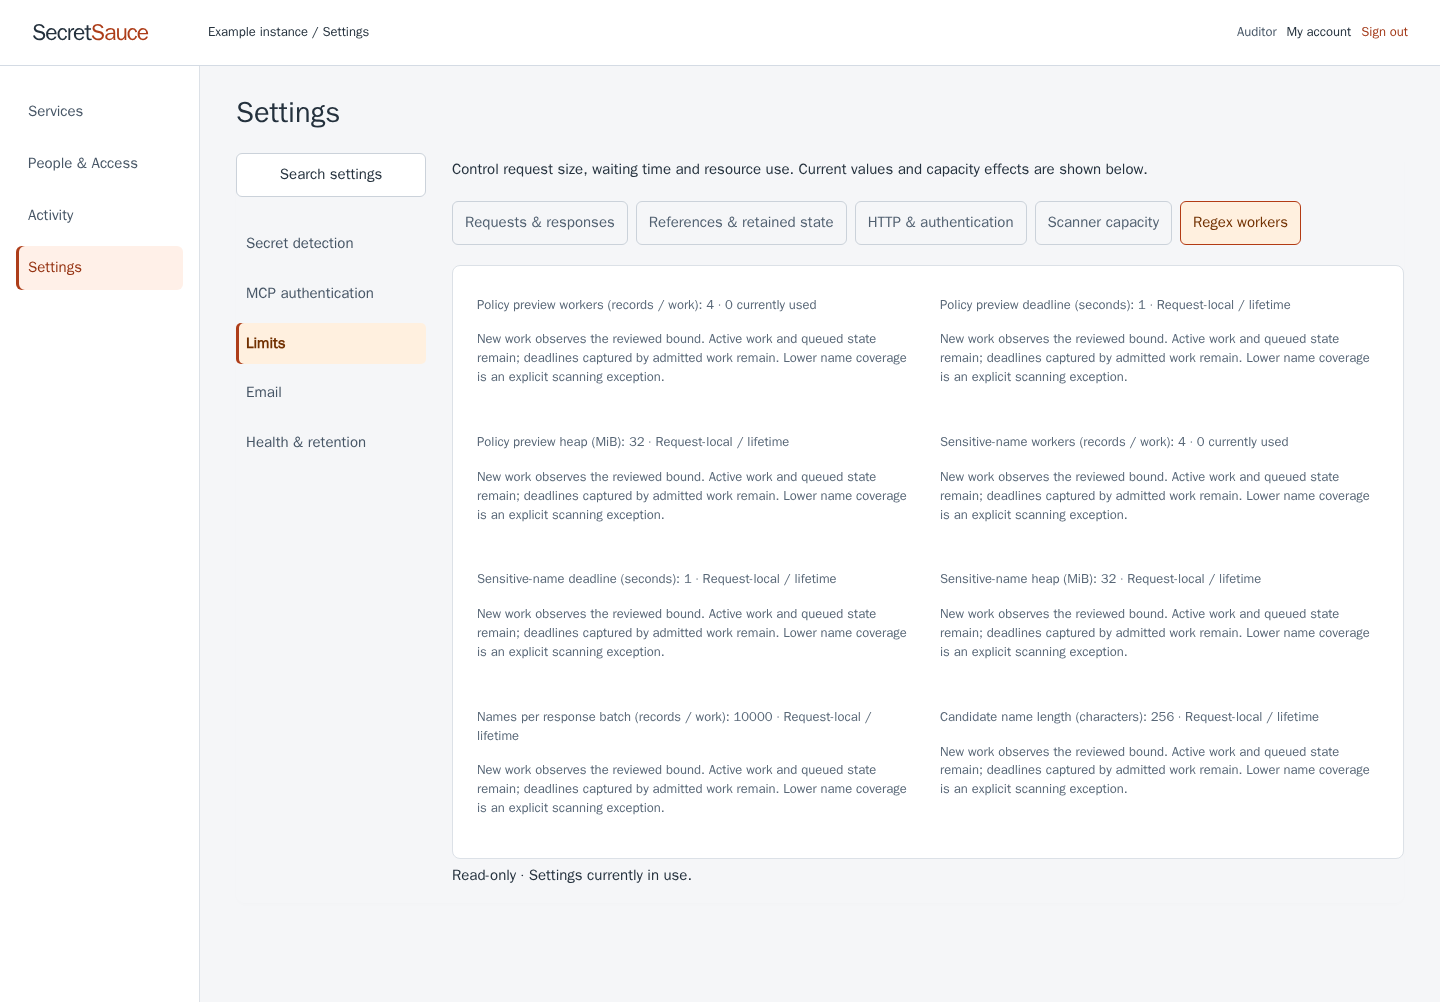 SecretSauce
Example instance / Settings
Auditor My account Sign out
Services
People & Access
Activity
Settings
Settings
Search settings
Secret detection
MCP authentication
Limits
Email
Health & retention
Control request size, waiting time and resource use. Current values and capacity effects are shown below.
Requests & responses
References & retained state
HTTP & authentication
Scanner capacity
Regex workers
Policy preview workers (records / work): 4 · 0 currently used
New work observes the reviewed bound. Active work and queued state
remain; deadlines captured by admitted work remain. Lower name coverage
is an explicit scanning exception.
Policy preview deadline (seconds): 1 · Request-local / lifetime
New work observes the reviewed bound. Active work and queued state
remain; deadlines captured by admitted work remain. Lower name coverage
is an explicit scanning exception.
Policy preview heap (MiB): 32 · Request-local / lifetime
New work observes the reviewed bound. Active work and queued state
remain; deadlines captured by admitted work remain. Lower name coverage
is an explicit scanning exception.
Sensitive-name workers (records / work): 4 · 0 currently used
New work observes the reviewed bound. Active work and queued state
remain; deadlines captured by admitted work remain. Lower name coverage
is an explicit scanning exception.
Sensitive-name deadline (seconds): 1 · Request-local / lifetime
New work observes the reviewed bound. Active work and queued state
remain; deadlines captured by admitted work remain. Lower name coverage
is an explicit scanning exception.
Sensitive-name heap (MiB): 32 · Request-local / lifetime
New work observes the reviewed bound. Active work and queued state
remain; deadlines captured by admitted work remain. Lower name coverage
is an explicit scanning exception.
Names per response batch (records / work): 10000 · Request-local /
lifetime
New work observes the reviewed bound. Active work and queued state
remain; deadlines captured by admitted work remain. Lower name coverage
is an explicit scanning exception.
Candidate name length (characters): 256 · Request-local / lifetime
New work observes the reviewed bound. Active work and queued state
remain; deadlines captured by admitted work remain. Lower name coverage
is an explicit scanning exception.
Read-only · Settings currently in use.